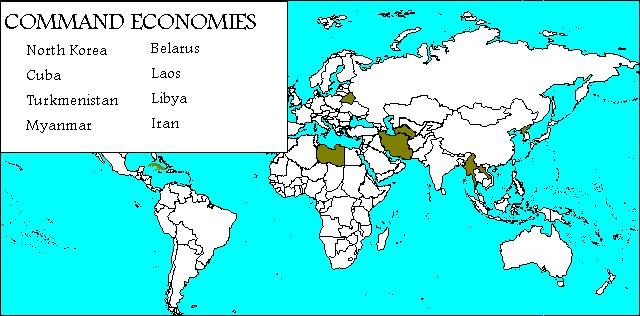 COMMAND ECONOMIES
North Korea Belarus
Cuba Laos
Turkmenistan Libya
Myanmar Iran